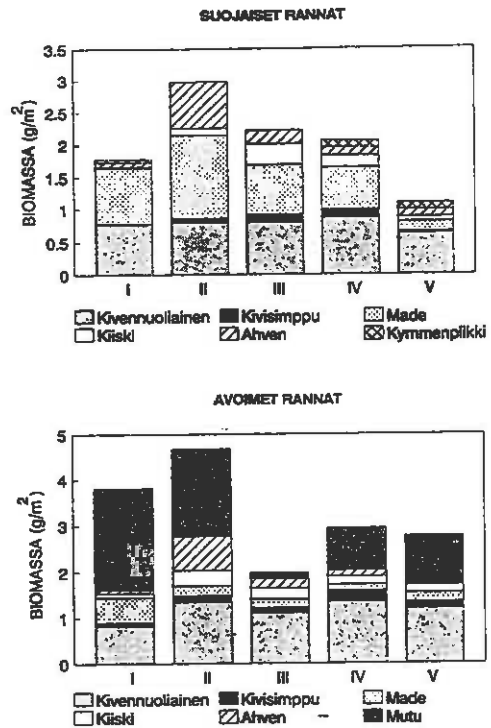 SUOJAISET RANNAT
BIOMASSA (g/m²)
3.5
3
2.5
2
1.5
1
0.5
0
I II III IV V
Kivennuoliainen Kivisimppu Made
Kiiski Ahven Kymmenpiikki
AVOIMET RANNAT
BIOMASSA (g/m²)
5
4
3
2
1
0
I II III IV V
Kivennuoliainen Kivisimppu Made
Kiiski Ahven Mutu